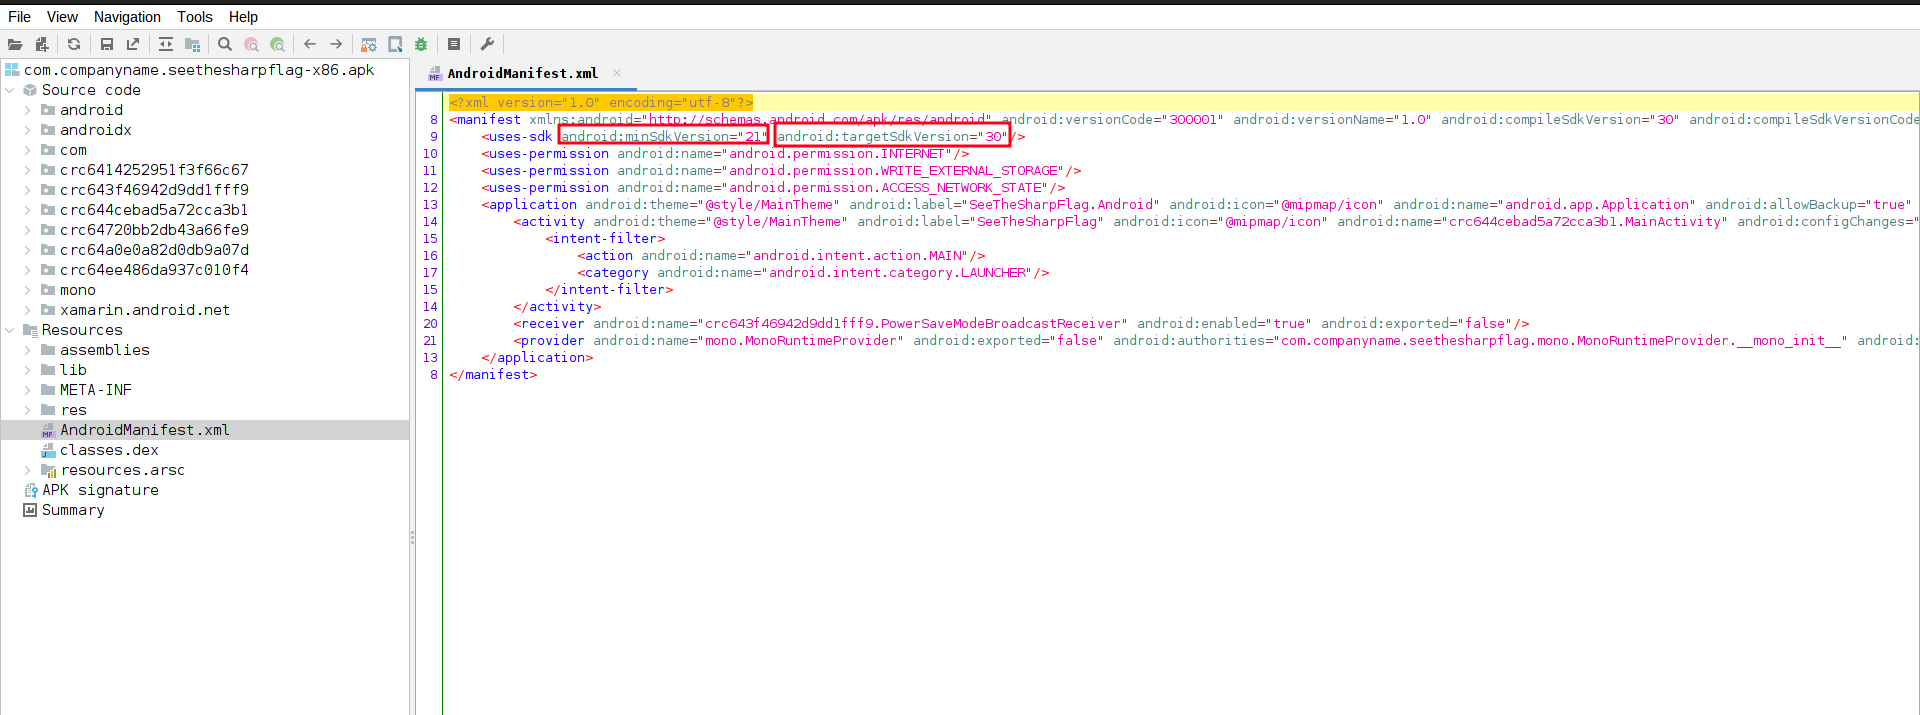 File View Navigation Tools Help
com.companyname.seethesharpflag-x86.apk
Source code
android
androidx
com
crc6414252951f3f66c67
crc643f46942d9dd1fff9
crc644cebad5a72cca3b1
crc64720bb2db43a66fe9
crc64a0e0a82d0db9a07d
crc64ee486da937c010f4
mono
xamarin.android.net
Resources
assemblies
lib
META-INF
res
MF AndroidManifest.xml
classes.dex
resources.arsc
APK signature
Summary
MF AndroidManifest.xml ×
<?xml version="1.0" encoding="utf-8"?>
8 <manifest xmlns:android="http://schemas.android.com/apk/res/android" android:versionCode="300001" android:versionName="1.0" android:compileSdkVersion="30" android:compileSdkVersionCode
9 <uses-sdk android:minSdkVersion="21" android:targetSdkVersion="30"/>
10 <uses-permission android:name="android.permission.INTERNET"/>
11 <uses-permission android:name="android.permission.WRITE_EXTERNAL_STORAGE"/>
12 <uses-permission android:name="android.permission.ACCESS_NETWORK_STATE"/>
13 <application android:theme="@style/MainTheme" android:label="SeeTheSharpFlag.Android" android:icon="@mipmap/icon" android:name="android.app.Application" android:allowBackup="true"
14 <activity android:theme="@style/MainTheme" android:label="SeeTheSharpFlag" android:icon="@mipmap/icon" android:name="crc644cebad5a72cca3b1.MainActivity" android:configChanges="
15 <intent-filter>
16 <action android:name="android.intent.action.MAIN"/>
17 <category android:name="android.intent.category.LAUNCHER"/>
15 </intent-filter>
14 </activity>
20 <receiver android:name="crc643f46942d9dd1fff9.PowerSaveModeBroadcastReceiver" android:enabled="true" android:exported="false"/>
21 <provider android:name="mono.MonoRuntimeProvider" android:exported="false" android:authorities="com.companyname.seethesharpflag.mono.MonoRuntimeProvider.__mono_init__" android:
13 </application>
8 </manifest>